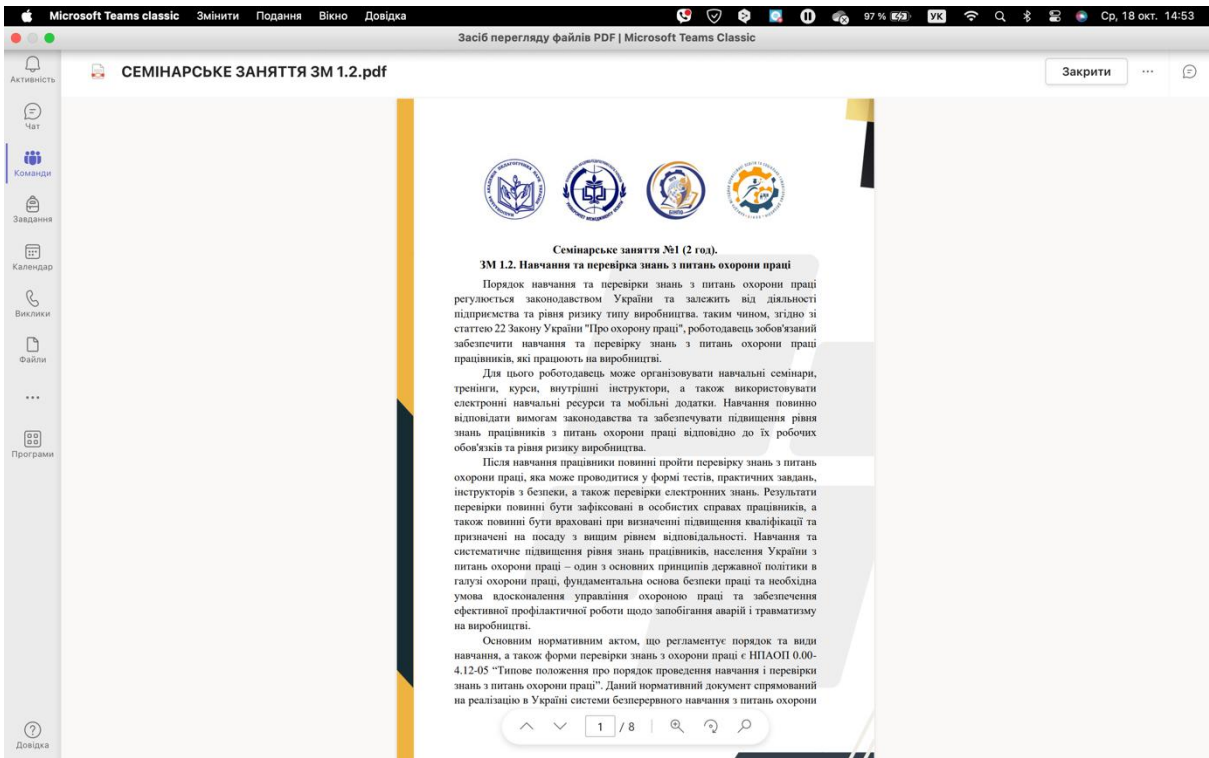 Microsoft Teams classic Змінити Подання Вікно Довідка 97 % УК Ср, 18 окт. 14:53
Засіб перегляду файлів PDF | Microsoft Teams Classic
Активність
Чат
Команди
Завдання
Календар
Виклики
Файли
Програми
Довідка
СЕМІНАРСЬКЕ ЗАНЯТТЯ ЗМ 1.2.pdf
Закрити
БІНПО
Семінарське заняття №1 (2 год).
ЗМ 1.2. Навчання та перевірка знань з питань охорони праці
Порядок навчання та перевірки знань з питань охорони праці
регулюється законодавством України та залежить від діяльності
підприємства та рівня ризику типу виробництва. таким чином, згідно зі
статтею 22 Закону України "Про охорону праці", роботодавець зобов'язаний
забезпечити навчання та перевірку знань з питань охорони праці
працівників, які працюють на виробництві.
Для цього роботодавець може організовувати навчальні семінари,
тренінги, курси, внутрішні інструктори, а також використовувати
електронні навчальні ресурси та мобільні додатки. Навчання повинно
відповідати вимогам законодавства та забезпечувати підвищення рівня
знань працівників з питань охорони праці відповідно до їх робочих
обов'язків та рівня ризику виробництва.
Після навчання працівники повинні пройти перевірку знань з питань
охорони праці, яка може проводитися у формі тестів, практичних завдань,
інструкторів з безпеки, а також перевірки електронних знань. Результати
перевірки повинні бути зафіксовані в особистих справах працівників, а
також повинні бути враховані при визначенні підвищення кваліфікації та
призначені на посаду з вищим рівнем відповідальності. Навчання та
систематичне підвищення рівня знань працівників, населення України з
питань охорони праці – один з основних принципів державної політики в
галузі охорони праці, фундаментальна основа безпеки праці та необхідна
умова вдосконалення управління охороною праці та забезпечення
ефективної профілактичної роботи щодо запобігання аварій і травматизму
на виробництві.
Основним нормативним актом, що регламентує порядок та види
навчання, а також форми перевірки знань з охорони праці є НПАОП 0.00-
4.12-05 “Типове положення про порядок проведення навчання і перевірки
знань з питань охорони праці”. Даний нормативний документ спрямований
на реалізацію в Україні системи безперервного навчання з питань охорони
1 / 8